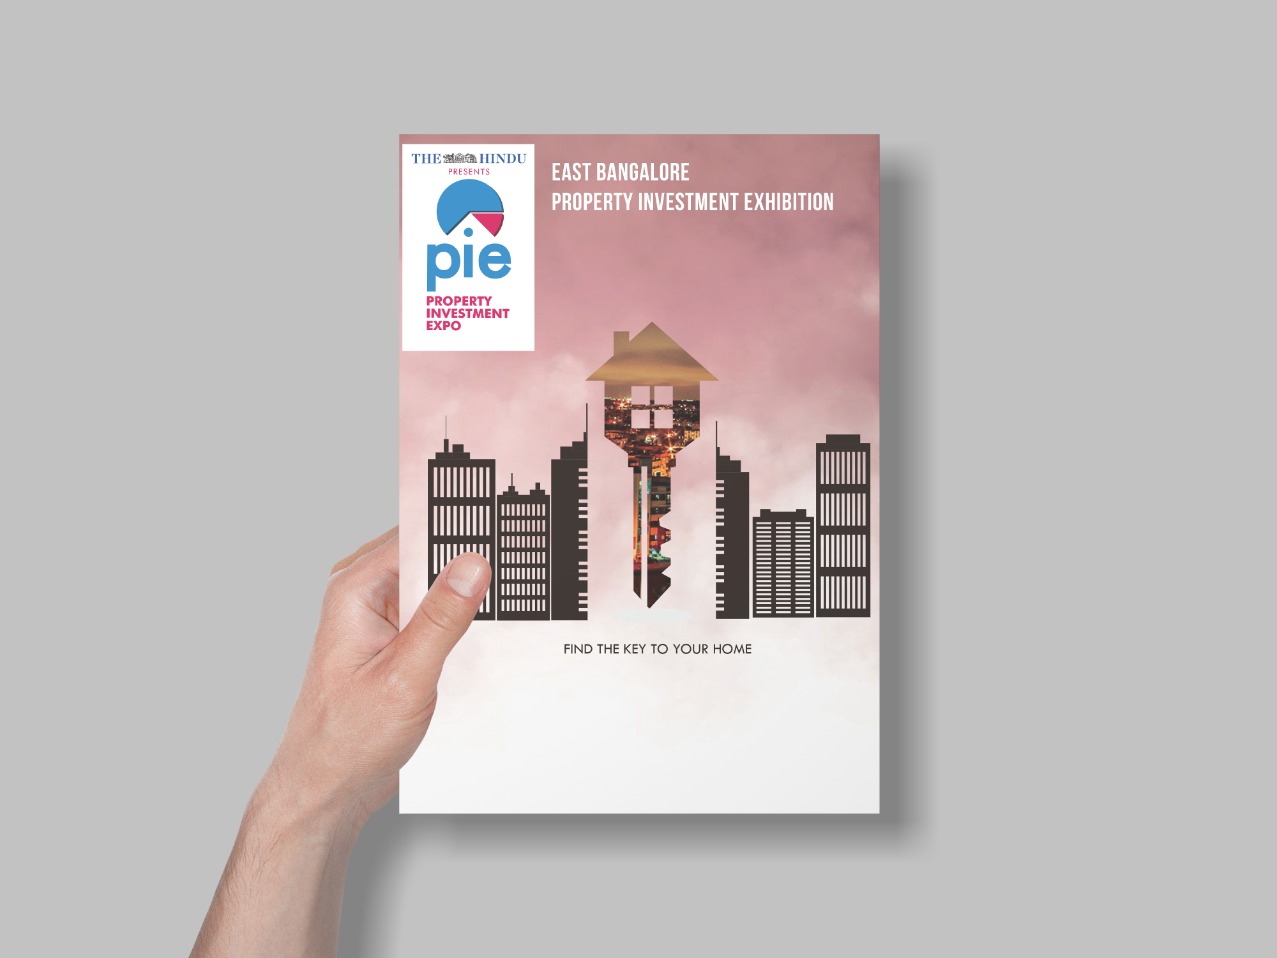 THE HINDU
PRESENTS
pie
PROPERTY
INVESTMENT
EXPO
EAST BANGALORE
PROPERTY INVESTMENT EXHIBITION
FIND THE KEY TO YOUR HOME